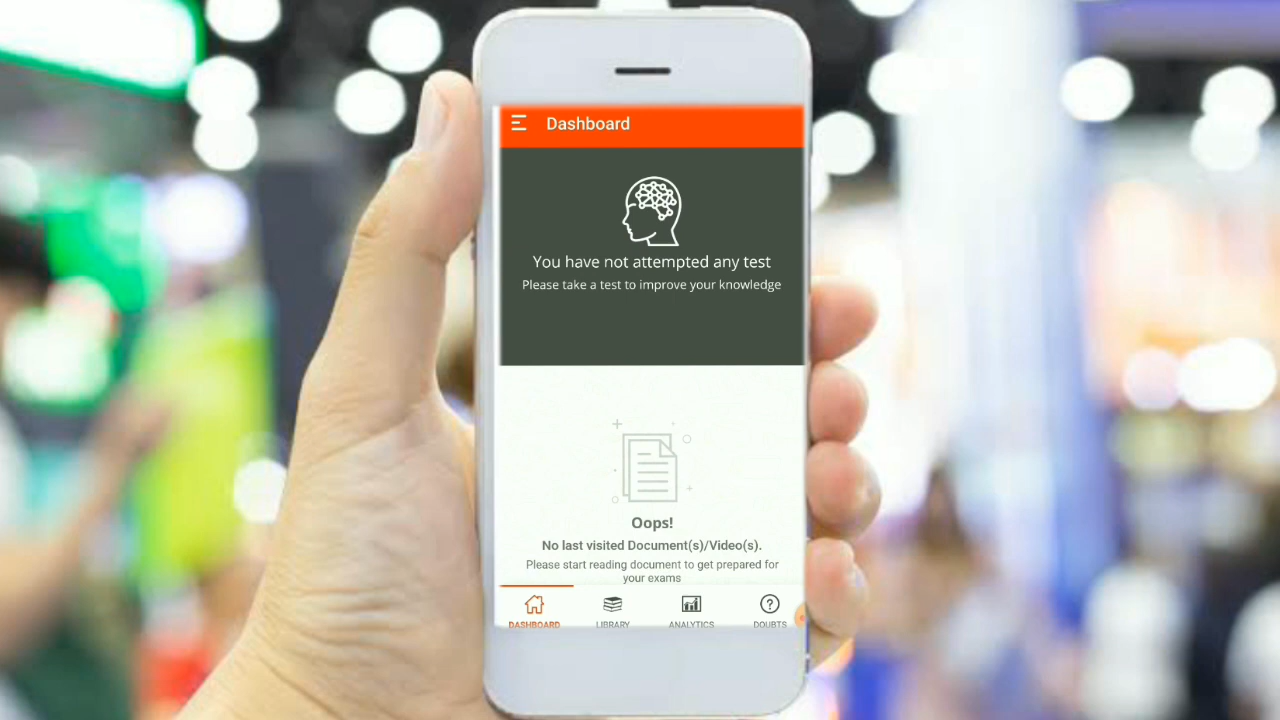 Dashboard
You have not attempted any test
Please take a test to improve your knowledge
Oops!
No last visited Document(s)/Video(s).
Please start reading document to get prepared for
your exams
DASHBOARD LIBRARY ANALYTICS DOUBTS